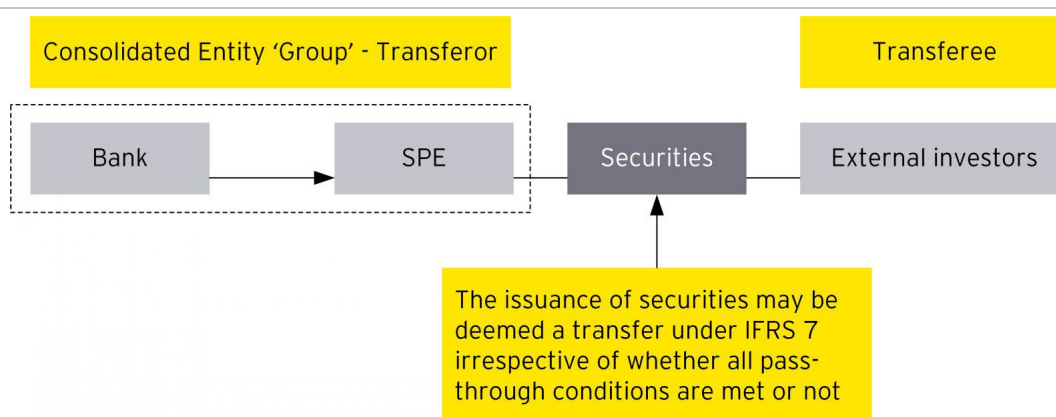 Consolidated Entity ‘Group’ - Transferor
Transferee
Bank
SPE
Securities
External investors
The issuance of securities may be
deemed a transfer under IFRS 7
irrespective of whether all pass-
through conditions are met or not